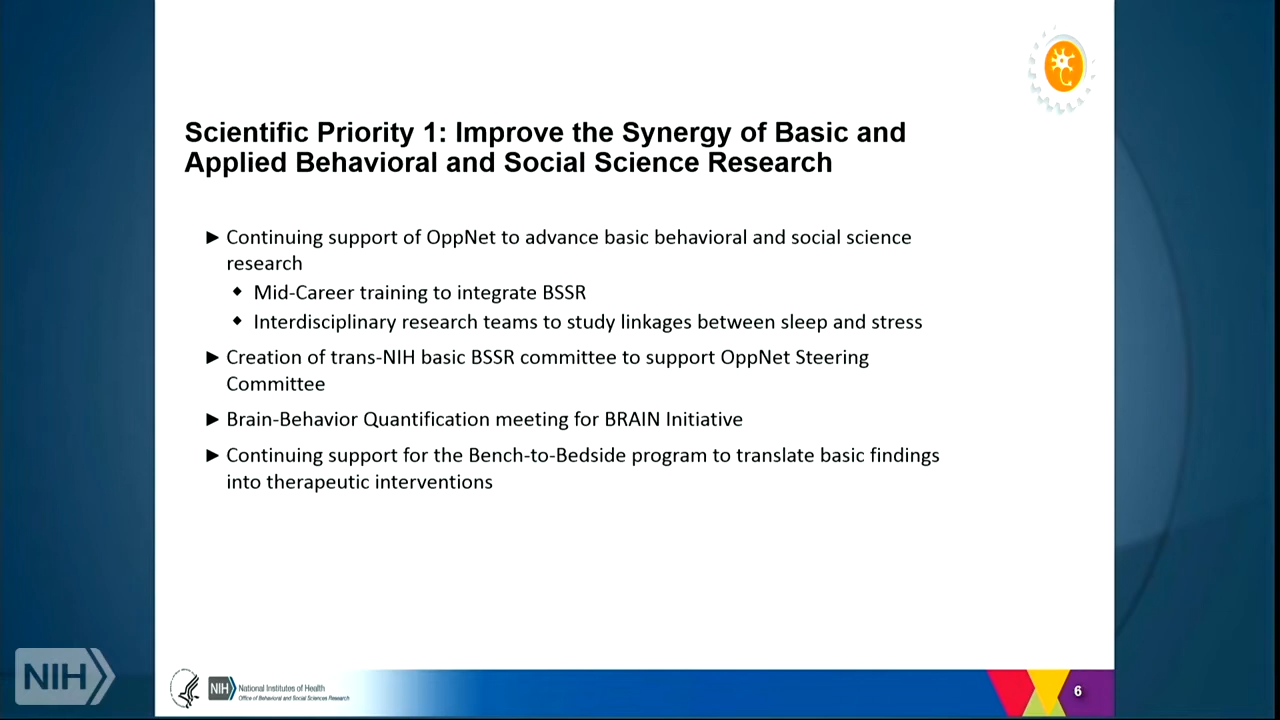 Scientific Priority 1: Improve the Synergy of Basic and
Applied Behavioral and Social Science Research
► Continuing support of OppNet to advance basic behavioral and social science
research
◆ Mid-Career training to integrate BSSR
◆ Interdisciplinary research teams to study linkages between sleep and stress
► Creation of trans-NIH basic BSSR committee to support OppNet Steering
Committee
► Brain-Behavior Quantification meeting for BRAIN Initiative
► Continuing support for the Bench-to-Bedside program to translate basic findings
into therapeutic interventions
NIH
NIH National Institutes of Health
Office of Behavioral and Social Sciences Research
6